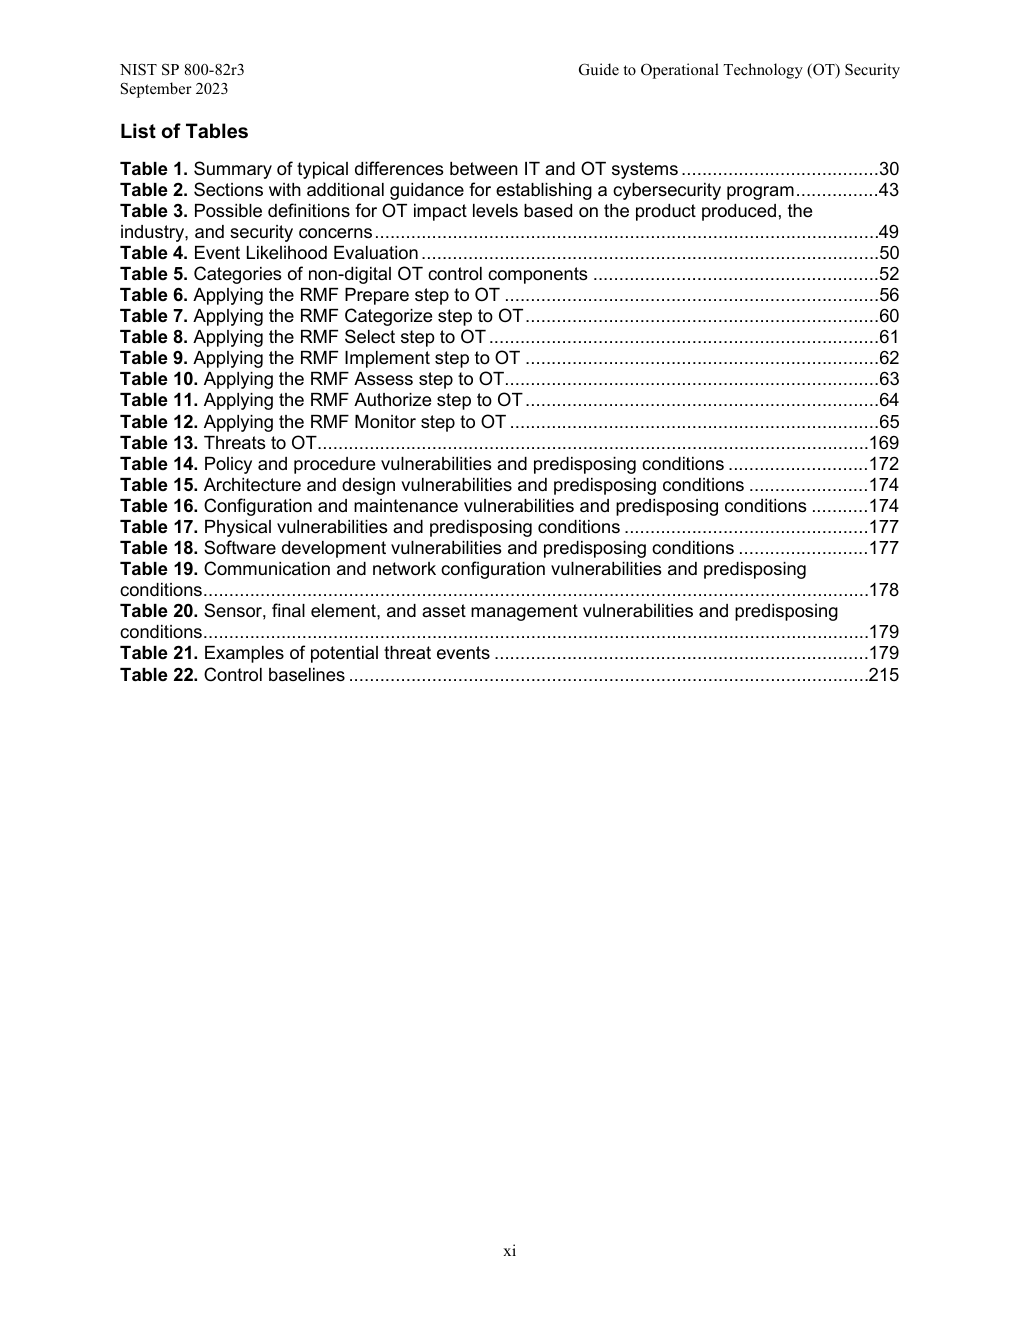 NIST SP 800-82r3 Guide to Operational Technology (OT) Security
September 2023
List of Tables
Table 1. Summary of typical differences between IT and OT systems......................................30
Table 2. Sections with additional guidance for establishing a cybersecurity program................43
Table 3. Possible definitions for OT impact levels based on the product produced, the
industry, and security concerns.................................................................................................49
Table 4. Event Likelihood Evaluation........................................................................................50
Table 5. Categories of non-digital OT control components .......................................................52
Table 6. Applying the RMF Prepare step to OT ........................................................................56
Table 7. Applying the RMF Categorize step to OT....................................................................60
Table 8. Applying the RMF Select step to OT ...........................................................................61
Table 9. Applying the RMF Implement step to OT ....................................................................62
Table 10. Applying the RMF Assess step to OT........................................................................63
Table 11. Applying the RMF Authorize step to OT....................................................................64
Table 12. Applying the RMF Monitor step to OT .......................................................................65
Table 13. Threats to OT..........................................................................................................169
Table 14. Policy and procedure vulnerabilities and predisposing conditions ...........................172
Table 15. Architecture and design vulnerabilities and predisposing conditions .......................174
Table 16. Configuration and maintenance vulnerabilities and predisposing conditions ...........174
Table 17. Physical vulnerabilities and predisposing conditions ...............................................177
Table 18. Software development vulnerabilities and predisposing conditions .........................177
Table 19. Communication and network configuration vulnerabilities and predisposing
conditions................................................................................................................................178
Table 20. Sensor, final element, and asset management vulnerabilities and predisposing
conditions................................................................................................................................179
Table 21. Examples of potential threat events ........................................................................179
Table 22. Control baselines ....................................................................................................215
xi